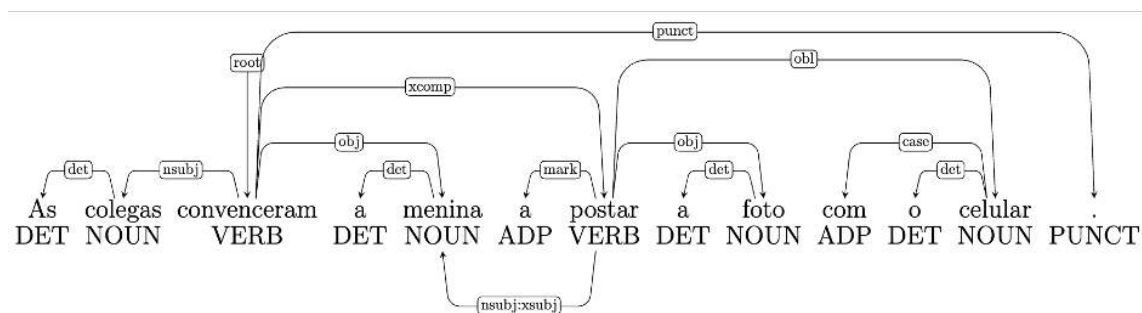 punct
root
obl
xcomp
obj
obj
case
det
nsubj
det
mark
det
det
As colegas convenceram a menina a postar a foto com o celular .
DET NOUN VERB DET NOUN ADP VERB DET NOUN ADP DET NOUN PUNCT
nsubj:xsubj